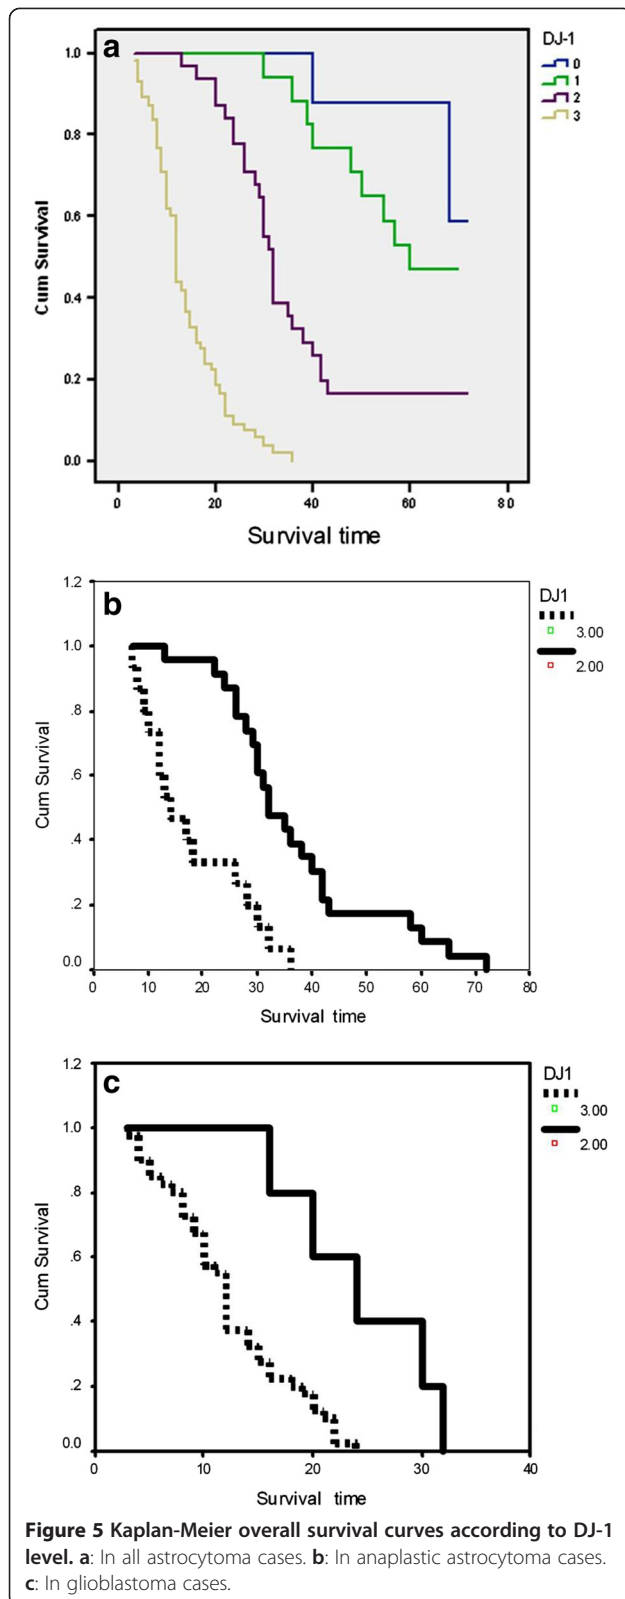 a
DJ-1
0
1
2
3
1.0
0.8
0.6
0.4
0.2
0.0
Cum Survival
0 20 40 60 80
Survival time
b
DJ1
3.00
2.00
1.2
1.0
.8
.6
.4
.2
0.0
Cum Survival
0 10 20 30 40 50 60 70 80
Survival time
c
DJ1
3.00
2.00
1.2
1.0
.8
.6
.4
.2
0.0
Cum Survival
0 10 20 30 40
Survival time
Figure 5 Kaplan-Meier overall survival curves according to DJ-1
level. a: In all astrocytoma cases. b: In anaplastic astrocytoma cases.
c: In glioblastoma cases.